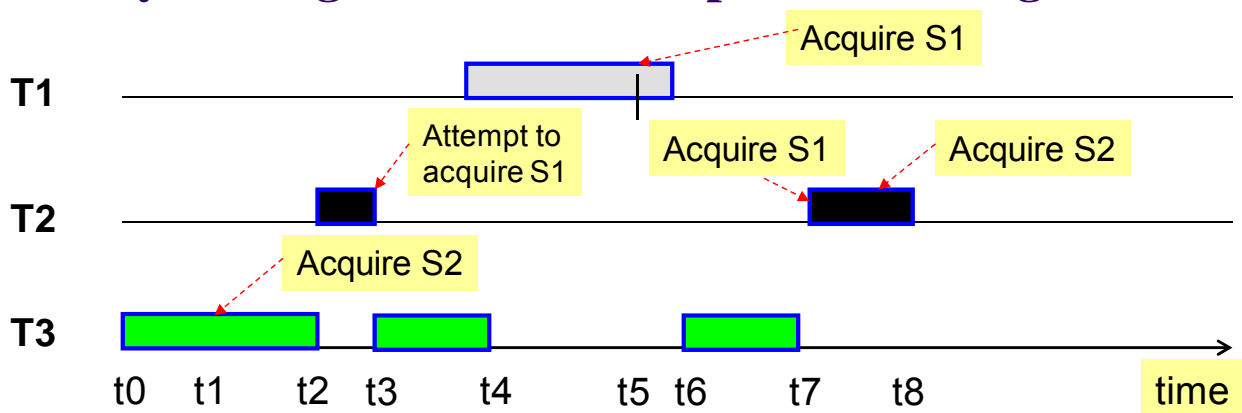 Acquire S1
T1
Attempt to
acquire S1
Acquire S1
Acquire S2
T2
Acquire S2
T3
t0 t1 t2 t3 t4 t5 t6 t7 t8 time